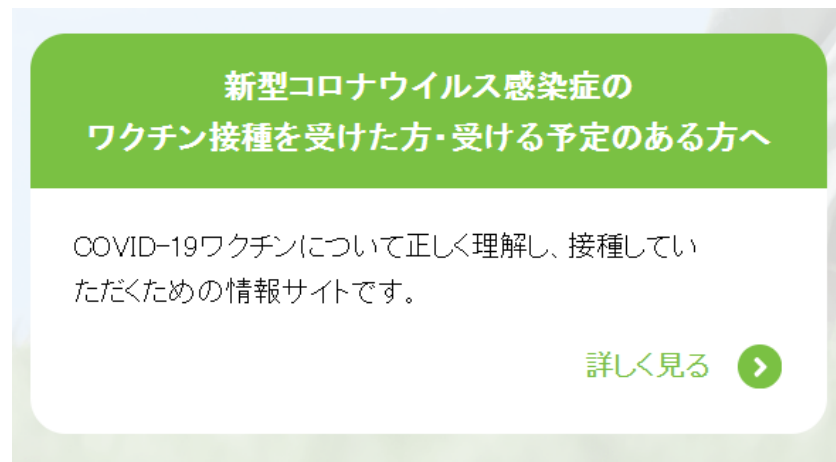 新型コロナウイルス感染症の
ワクチン接種を受けた方・受ける予定のある方へ
COVID-19ワクチンについて正しく理解し、接種してい
ただくための情報サイトです。
詳しく見る